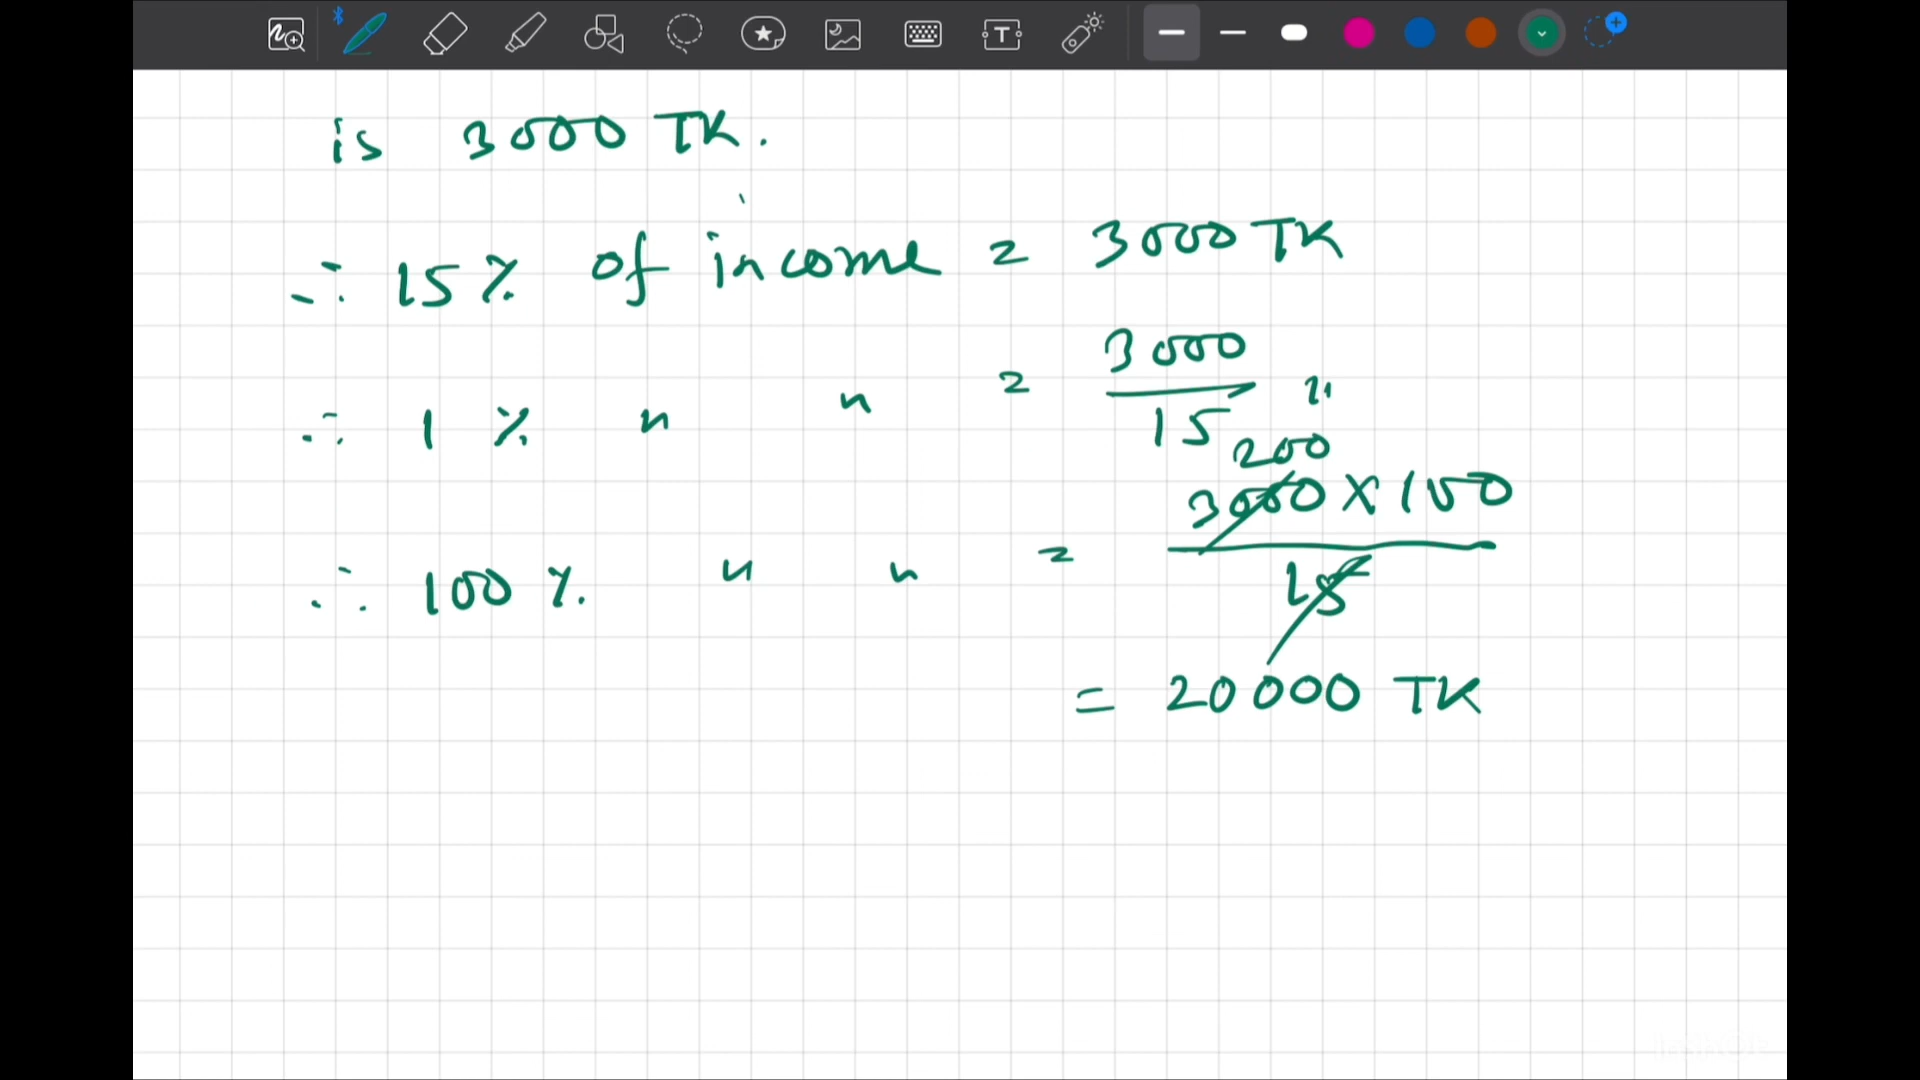 is 3000 TK.
∴ 15% of income = 3000 TK
∴ 1% " " = 3000/15 "
200
∴ 100% " " = 3000 × 100 / 15
= 20000 TK